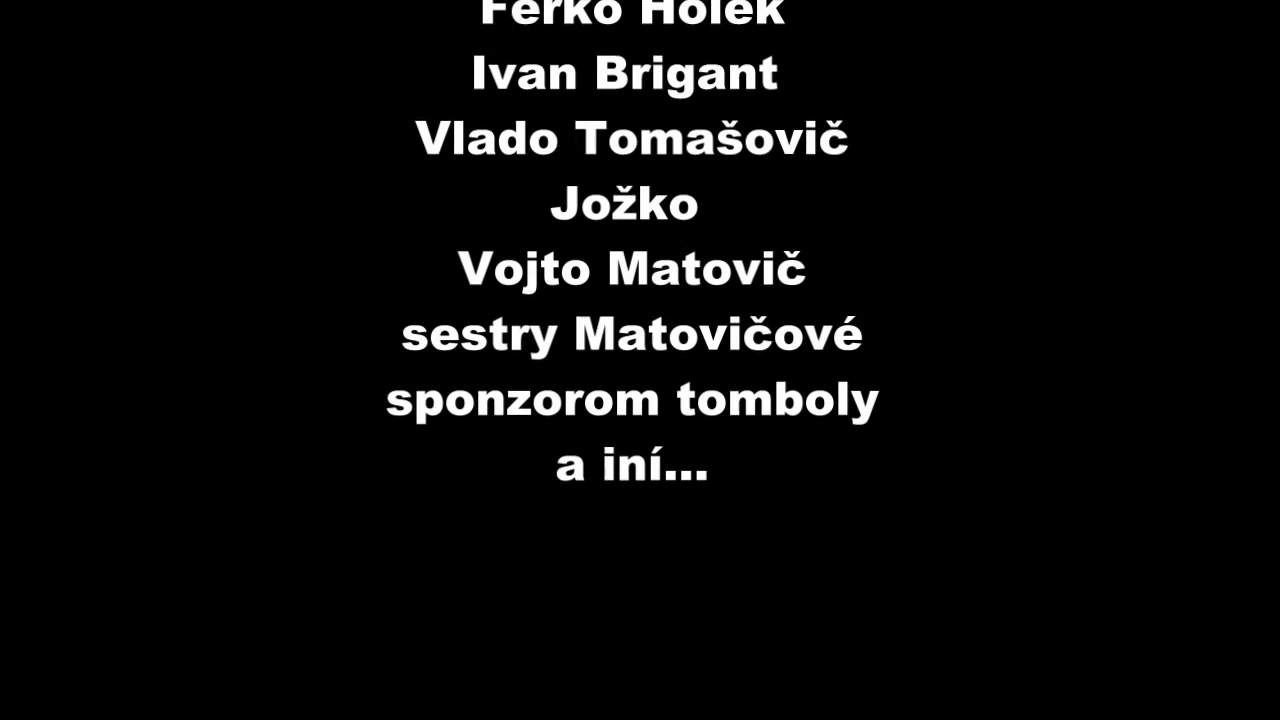 Ferko Holek
Ivan Brigant
Vlado Tomašovič
Jožko
Vojto Matovič
sestry Matovičové
sponzorom tomboly
a iní...